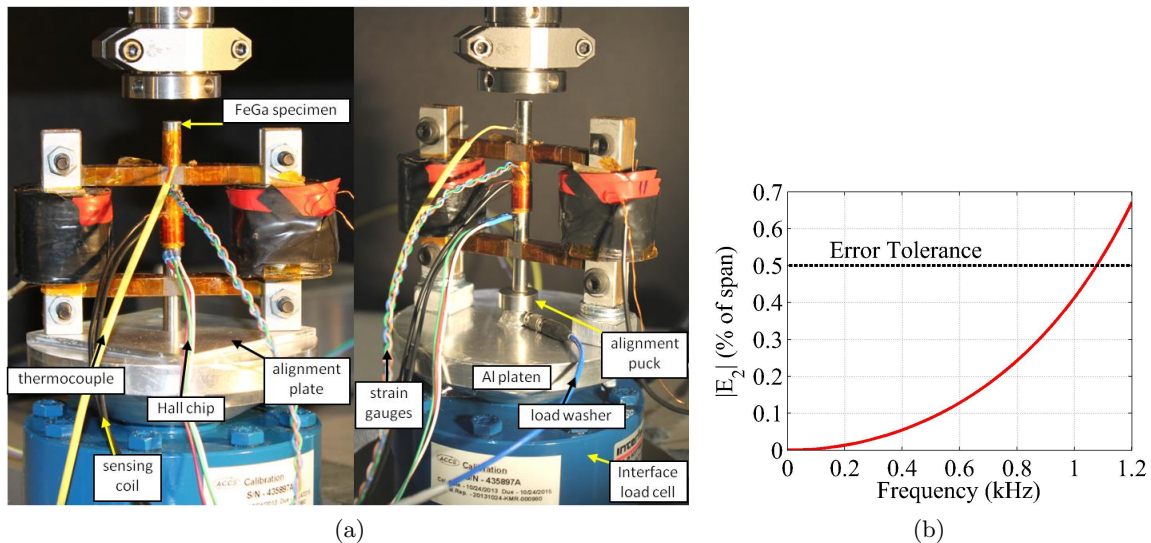 FeGa specimen
thermocouple
Hall chip
alignment
plate
sensing
coil
ACCS Calibration
S/N - 435897A
strain
gauges
Al platen
alignment
puck
load washer
Interface
load cell
ACCS Calibration
S/N - 435897A
(a)
0.7
0.6
0.5
0.4
0.3
0.2
0.1
0
|E2| (% of span)
Error Tolerance
0
0.2
0.4
0.6
0.8
1
1.2
Frequency (kHz)
(b)